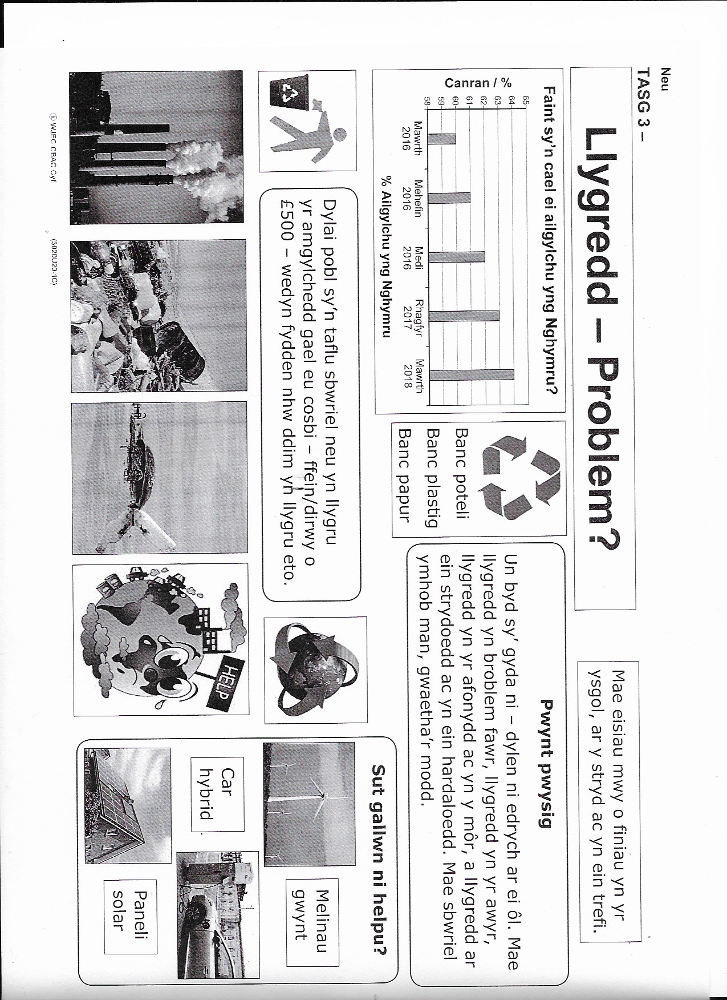 Neu
TASG 3 –
Llygredd – Problem?
Mae eisiau mwy o finiau yn yr
ysgol, ar y stryd ac yn ein trefi.
Faint sy'n cael ei ailgylchu yng Nghymru?
Canran / %
65
64
63
62
61
60
59
58
Mawrth
2016
Mehefin
2016
Medi
2016
Rhagfyr
2017
Mawrth
2018
% Ailgylchu yng Nghymru
Banc poteli
Banc plastig
Banc papur
Pwynt pwysig
Un byd sy' gyda ni – dylen ni edrych ar ei ôl. Mae
llygredd yn broblem fawr, llygredd yn yr awyr,
llygredd yn yr afonydd ac yn y môr, a llygredd ar
ein strydoedd ac yn ein hardaloedd. Mae sbwriel
ymhob man, gwaetha'r modd.
Dylai pobl sy'n taflu sbwriel neu yn llygru
yr amgylchedd gael eu cosbi – ffein/dirwy o
£500 – wedyn fydden nhw ddim yn llygru eto.
HELP
Sut gallwn ni helpu?
Melinau
gwynt
Car
hybrid
Paneli
solar
© WJEC CBAC Cyf.
(3020U20-1C)